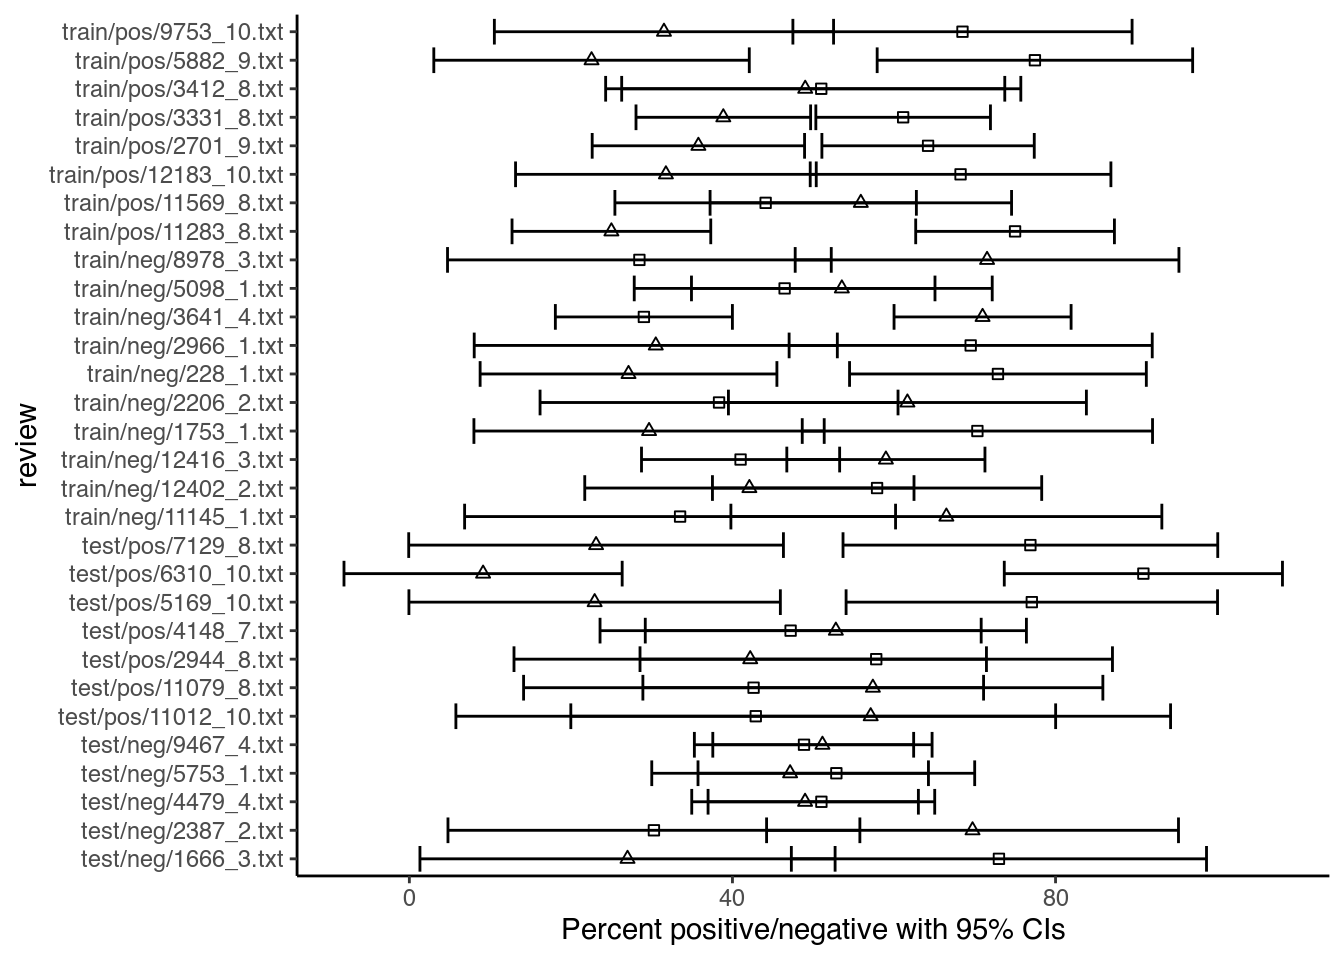 train/pos/9753_10.txt
train/pos/5882_9.txt
train/pos/3412_8.txt
train/pos/3331_8.txt
train/pos/2701_9.txt
train/pos/12183_10.txt
train/pos/11569_8.txt
train/pos/11283_8.txt
train/neg/8978_3.txt
train/neg/5098_1.txt
train/neg/3641_4.txt
train/neg/2966_1.txt
train/neg/228_1.txt
train/neg/2206_2.txt
train/neg/1753_1.txt
train/neg/12416_3.txt
train/neg/12402_2.txt
train/neg/11145_1.txt
test/pos/7129_8.txt
test/pos/6310_10.txt
test/pos/5169_10.txt
test/pos/4148_7.txt
test/pos/2944_8.txt
test/pos/11079_8.txt
test/pos/11012_10.txt
test/neg/9467_4.txt
test/neg/5753_1.txt
test/neg/4479_4.txt
test/neg/2387_2.txt
test/neg/1666_3.txt
review
0 40 80
Percent positive/negative with 95% CIs